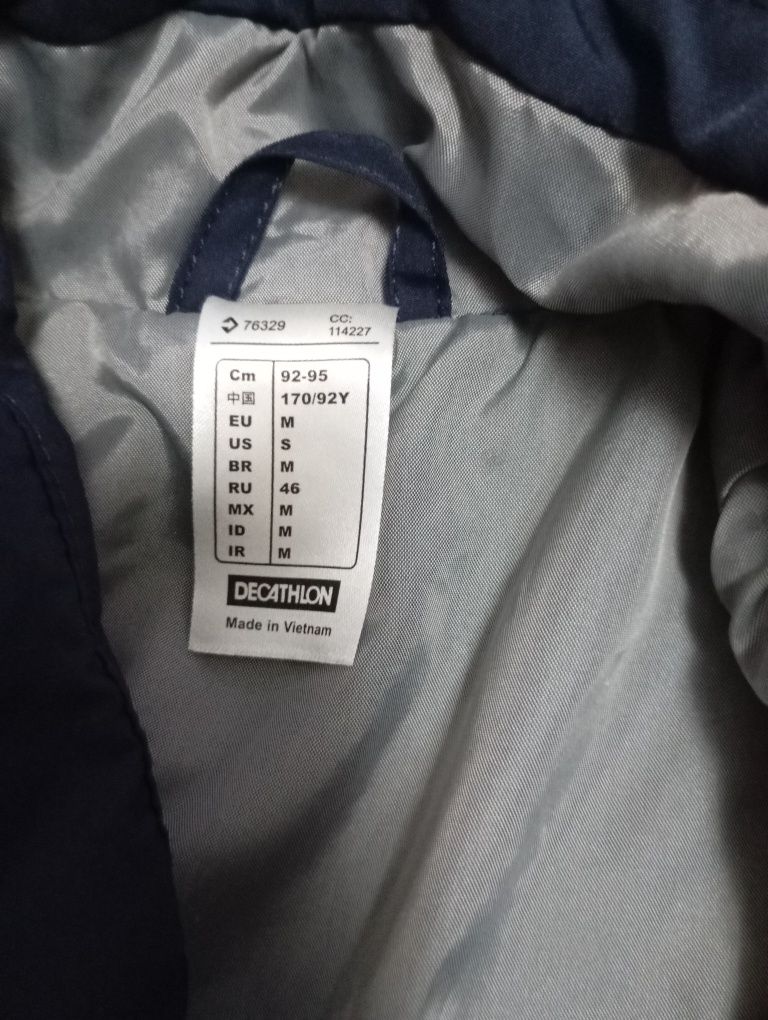 76329 CC:
114227
Cm 92-95
中国 170/92Y
EU M
US S
BR M
RU 46
MX M
ID M
IR M
DECATHLON
Made in Vietnam